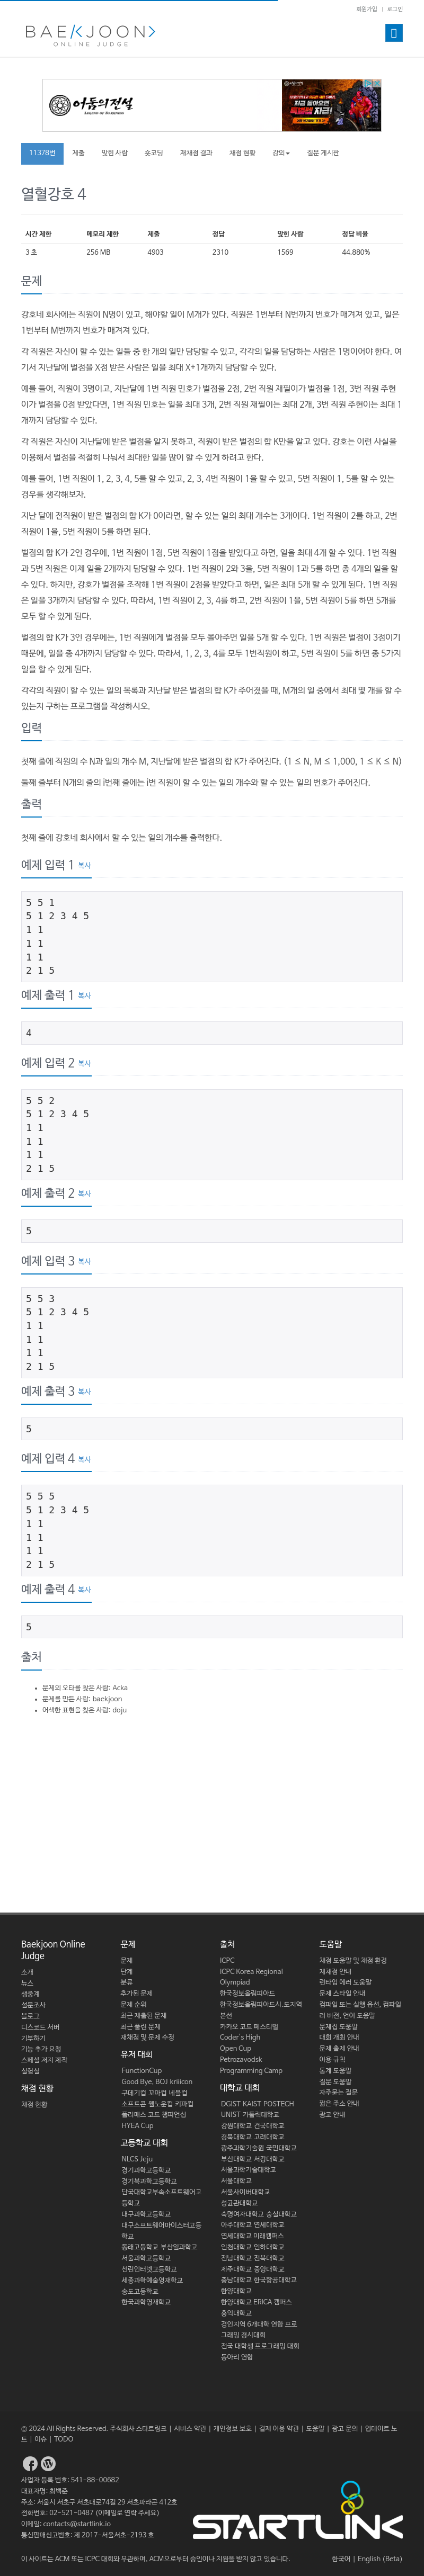 회원가입 | 로그인
BAEKJOON>
ONLINE JUDGE
어둠의전설
Legend of Darkness
11378번 제출 맞힌 사람 숏코딩 재채점 결과 채점 현황 강의 질문 게시판
열혈강호 4
시간 제한 메모리 제한 제출 정답 맞힌 사람 정답 비율
3 초 256 MB 4903 2310 1569 44.880%
문제
강호네 회사에는 직원이 N명이 있고, 해야할 일이 M개가 있다. 직원은 1번부터 N번까지 번호가 매겨져 있고, 일은
1번부터 M번까지 번호가 매겨져 있다.
각 직원은 자신이 할 수 있는 일들 중 한 개의 일만 담당할 수 있고, 각각의 일을 담당하는 사람은 1명이어야 한다. 여
기서 지난달에 벌점을 X점 받은 사람은 일을 최대 X+1개까지 담당할 수 있다.
예를 들어, 직원이 3명이고, 지난달에 1번 직원 민호가 벌점을 2점, 2번 직원 재필이가 벌점을 1점, 3번 직원 주현
이가 벌점을 0점 받았다면, 1번 직원 민호는 일을 최대 3개, 2번 직원 재필이는 최대 2개, 3번 직원 주현이는 최대 1
개까지 담당할 수 있다.
각 직원은 자신이 지난달에 받은 벌점을 알지 못하고, 직원이 받은 벌점의 합 K만을 알고 있다. 강호는 이런 사실을
이용해서 벌점을 적절히 나눠서 최대한 일을 많이 할 수 있게 하려고 한다.
예를 들어, 1번 직원이 1, 2, 3, 4, 5를 할 수 있고, 2, 3, 4번 직원이 1을 할 수 있고, 5번 직원이 1, 5를 할 수 있는
경우를 생각해보자.
지난 달에 전직원이 받은 벌점의 합 K가 0이라면, 할 수 있는 일의 최대 개수는 3개이다. 1번 직원이 2를 하고, 2번
직원이 1을, 5번 직원이 5를 하면 된다.
벌점의 합 K가 2인 경우에, 1번 직원이 1점, 5번 직원이 1점을 받았다고 하면, 일을 최대 4개 할 수 있다. 1번 직원
과 5번 직원은 이제 일을 2개까지 담당할 수 있다. 1번 직원이 2와 3을, 5번 직원이 1과 5를 하면 총 4개의 일을 할
수 있다. 하지만, 강호가 벌점을 조작해 1번 직원이 2점을 받았다고 하면, 일은 최대 5개 할 수 있게 된다. 1번 직원
은 일을 3개까지 담당할 수 있다. 따라서, 1번 직원이 2, 3, 4를 하고, 2번 직원이 1을, 5번 직원이 5를 하면 5개를
모두 할 수 있게 된다.
벌점의 합 K가 3인 경우에는, 1번 직원에게 벌점을 모두 몰아주면 일을 5개 할 수 있다. 1번 직원은 벌점이 3점이기
때문에, 일을 총 4개까지 담당할 수 있다. 따라서, 1, 2, 3, 4를 모두 1번직원이 하고, 5번 직원이 5를 하면 총 5가지
일을 할 수 있게 된다.
각각의 직원이 할 수 있는 일의 목록과 지난달 받은 벌점의 합 K가 주어졌을 때, M개의 일 중에서 최대 몇 개를 할 수
있는지 구하는 프로그램을 작성하시오.
입력
첫째 줄에 직원의 수 N과 일의 개수 M, 지난달에 받은 벌점의 합 K가 주어진다. (1 ≤ N, M ≤ 1,000, 1 ≤ K ≤ N)
둘째 줄부터 N개의 줄의 i번째 줄에는 i번 직원이 할 수 있는 일의 개수와 할 수 있는 일의 번호가 주어진다.
출력
첫째 줄에 강호네 회사에서 할 수 있는 일의 개수를 출력한다.
예제 입력 1 복사
5 5 1
5 1 2 3 4 5
1 1
1 1
1 1
2 1 5
예제 출력 1 복사
4
예제 입력 2 복사
5 5 2
5 1 2 3 4 5
1 1
1 1
1 1
2 1 5
예제 출력 2 복사
5
예제 입력 3 복사
5 5 3
5 1 2 3 4 5
1 1
1 1
1 1
2 1 5
예제 출력 3 복사
5
예제 입력 4 복사
5 5 5
5 1 2 3 4 5
1 1
1 1
1 1
2 1 5
예제 출력 4 복사
5
출처
문제의 오타를 찾은 사람: Acka
문제를 만든 사람: baekjoon
어색한 표현을 찾은 사람: doju
Baekjoon Online
Judge
소개
뉴스
생중계
설문조사
블로그
디스코드 서버
기부하기
기능 추가 요청
스페셜 저지 제작
실험실
채점 현황
채점 현황
문제
문제
단계
분류
추가된 문제
문제 순위
최근 제출된 문제
최근 풀린 문제
재채점 및 문제 수정
유저 대회
FunctionCup
Good Bye, BOJ kriiicon
구데기컵 꼬마컵 네블컵
소프트콘 웰노운컵 키파컵
폴리매스 코드 챔피언십
HYEA Cup
고등학교 대회
NLCS Jeju
경기과학고등학교
경기북과학고등학교
단국대학교부속소프트웨어고
등학교
대구과학고등학교
대구소프트웨어마이스터고등
학교
동래고등학교 부산일과학고
서울과학고등학교
선린인터넷고등학교
세종과학예술영재학교
송도고등학교
한국과학영재학교
출처
ICPC
ICPC Korea Regional
Olympiad
한국정보올림피아드
한국정보올림피아드시.도지역
본선
카카오 코드 페스티벌
Coder's High
Open Cup
Petrozavodsk
Programming Camp
대학교 대회
DGIST KAIST POSTECH
UNIST 가톨릭대학교
강원대학교 건국대학교
경북대학교 고려대학교
광주과학기술원 국민대학교
부산대학교 서강대학교
서울과학기술대학교
서울대학교
서울사이버대학교
성균관대학교
숙명여자대학교 숭실대학교
아주대학교 연세대학교
연세대학교 미래캠퍼스
인천대학교 인하대학교
전남대학교 전북대학교
제주대학교 중앙대학교
충남대학교 한국항공대학교
한양대학교
한양대학교 ERICA 캠퍼스
홍익대학교
경인지역 6개대학 연합 프로
그래밍 경시대회
전국 대학생 프로그래밍 대회
동아리 연합
도움말
채점 도움말 및 채점 환경
재채점 안내
런타임 에러 도움말
문제 스타일 안내
컴파일 또는 실행 옵션, 컴파일
러 버전, 언어 도움말
문제집 도움말
대회 개최 안내
문제 출제 안내
이용 규칙
통계 도움말
질문 도움말
자주묻는 질문
짧은 주소 안내
광고 안내
© 2024 All Rights Reserved. 주식회사 스타트링크 | 서비스 약관 | 개인정보 보호 | 결제 이용 약관 | 도움말 | 광고 문의 | 업데이트 노
트 | 이슈 | TODO
사업자 등록 번호: 541-88-00682
대표자명: 최백준
주소: 서울시 서초구 서초대로74길 29 서초파라곤 412호
전화번호: 02-521-0487 (이메일로 연락 주세요)
이메일: contacts@startlink.io
통신판매신고번호: 제 2017-서울서초-2193 호
STARTLINK
이 사이트는 ACM 또는 ICPC 대회와 무관하며, ACM으로부터 승인이나 지원을 받지 않고 있습니다.
한국어 | English (Beta)